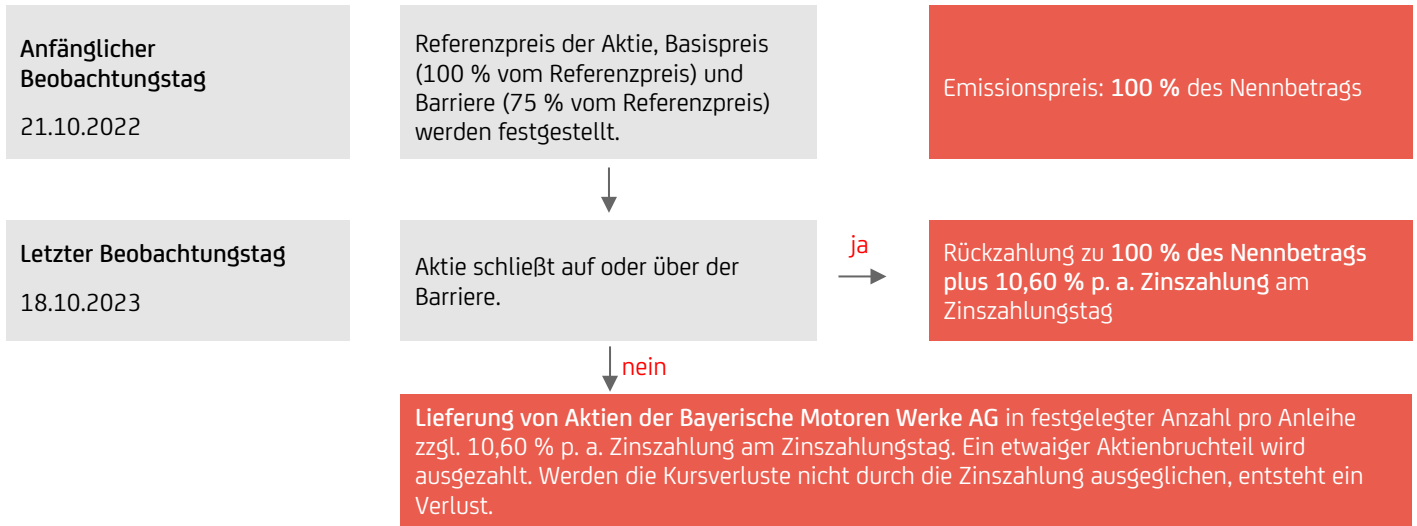 Anfänglicher
Beobachtungstag
21.10.2022
Referenzpreis der Aktie, Basispreis
(100 % vom Referenzpreis) und
Barriere (75 % vom Referenzpreis)
werden festgestellt.
Emissionspreis: 100 % des Nennbetrags
Letzter Beobachtungstag
18.10.2023
Aktie schließt auf oder über der
Barriere.
ja
Rückzahlung zu 100 % des Nennbetrags
plus 10,60 % p. a. Zinszahlung am
Zinszahlungstag
nein
Lieferung von Aktien der Bayerische Motoren Werke AG in festgelegter Anzahl pro Anleihe
zzgl. 10,60 % p. a. Zinszahlung am Zinszahlungstag. Ein etwaiger Aktienbruchteil wird
ausgezahlt. Werden die Kursverluste nicht durch die Zinszahlung ausgeglichen, entsteht ein
Verlust.